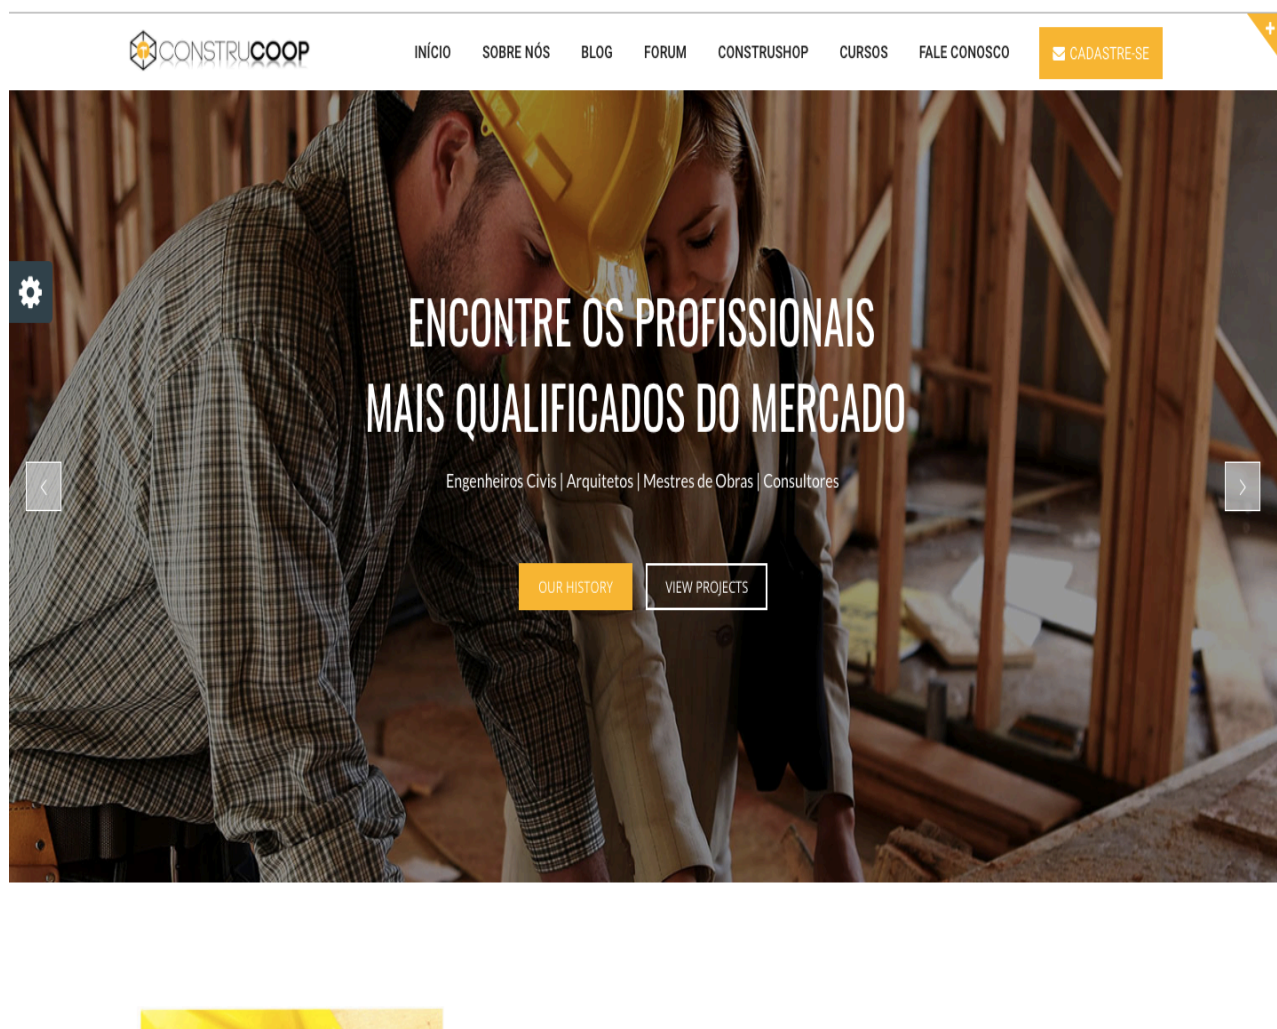 CONSTRUCOOP
INÍCIO SOBRE NÓS BLOG FORUM CONSTRUSHOP CURSOS FALE CONOSCO CADASTRE-SE
ENCONTRE OS PROFISSIONAIS
MAIS QUALIFICADOS DO MERCADO
Engenheiros Civis | Arquitetos | Mestres de Obras | Consultores
OUR HISTORY VIEW PROJECTS